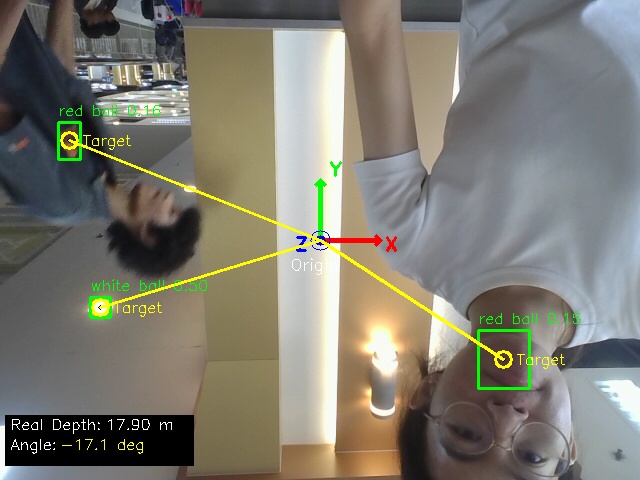 red ball 0.16
Target
Y
Z
X
Origin
white ball 0.50
Target
red ball 0.15
Target
Real Depth: 17.90 m
Angle: -17.1 deg